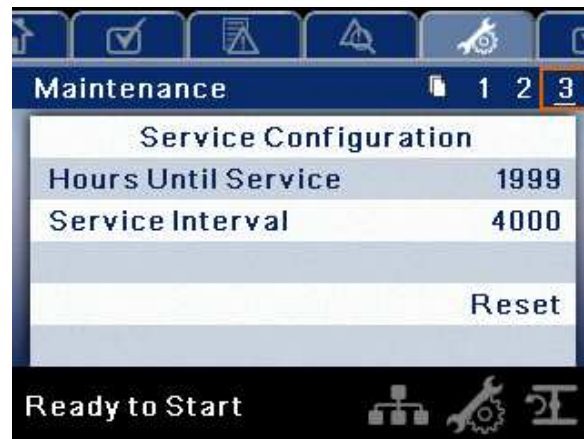 Maintenance 1 2 3
Service Configuration
Hours Until Service 1999
Service Interval 4000
Reset
Ready to Start